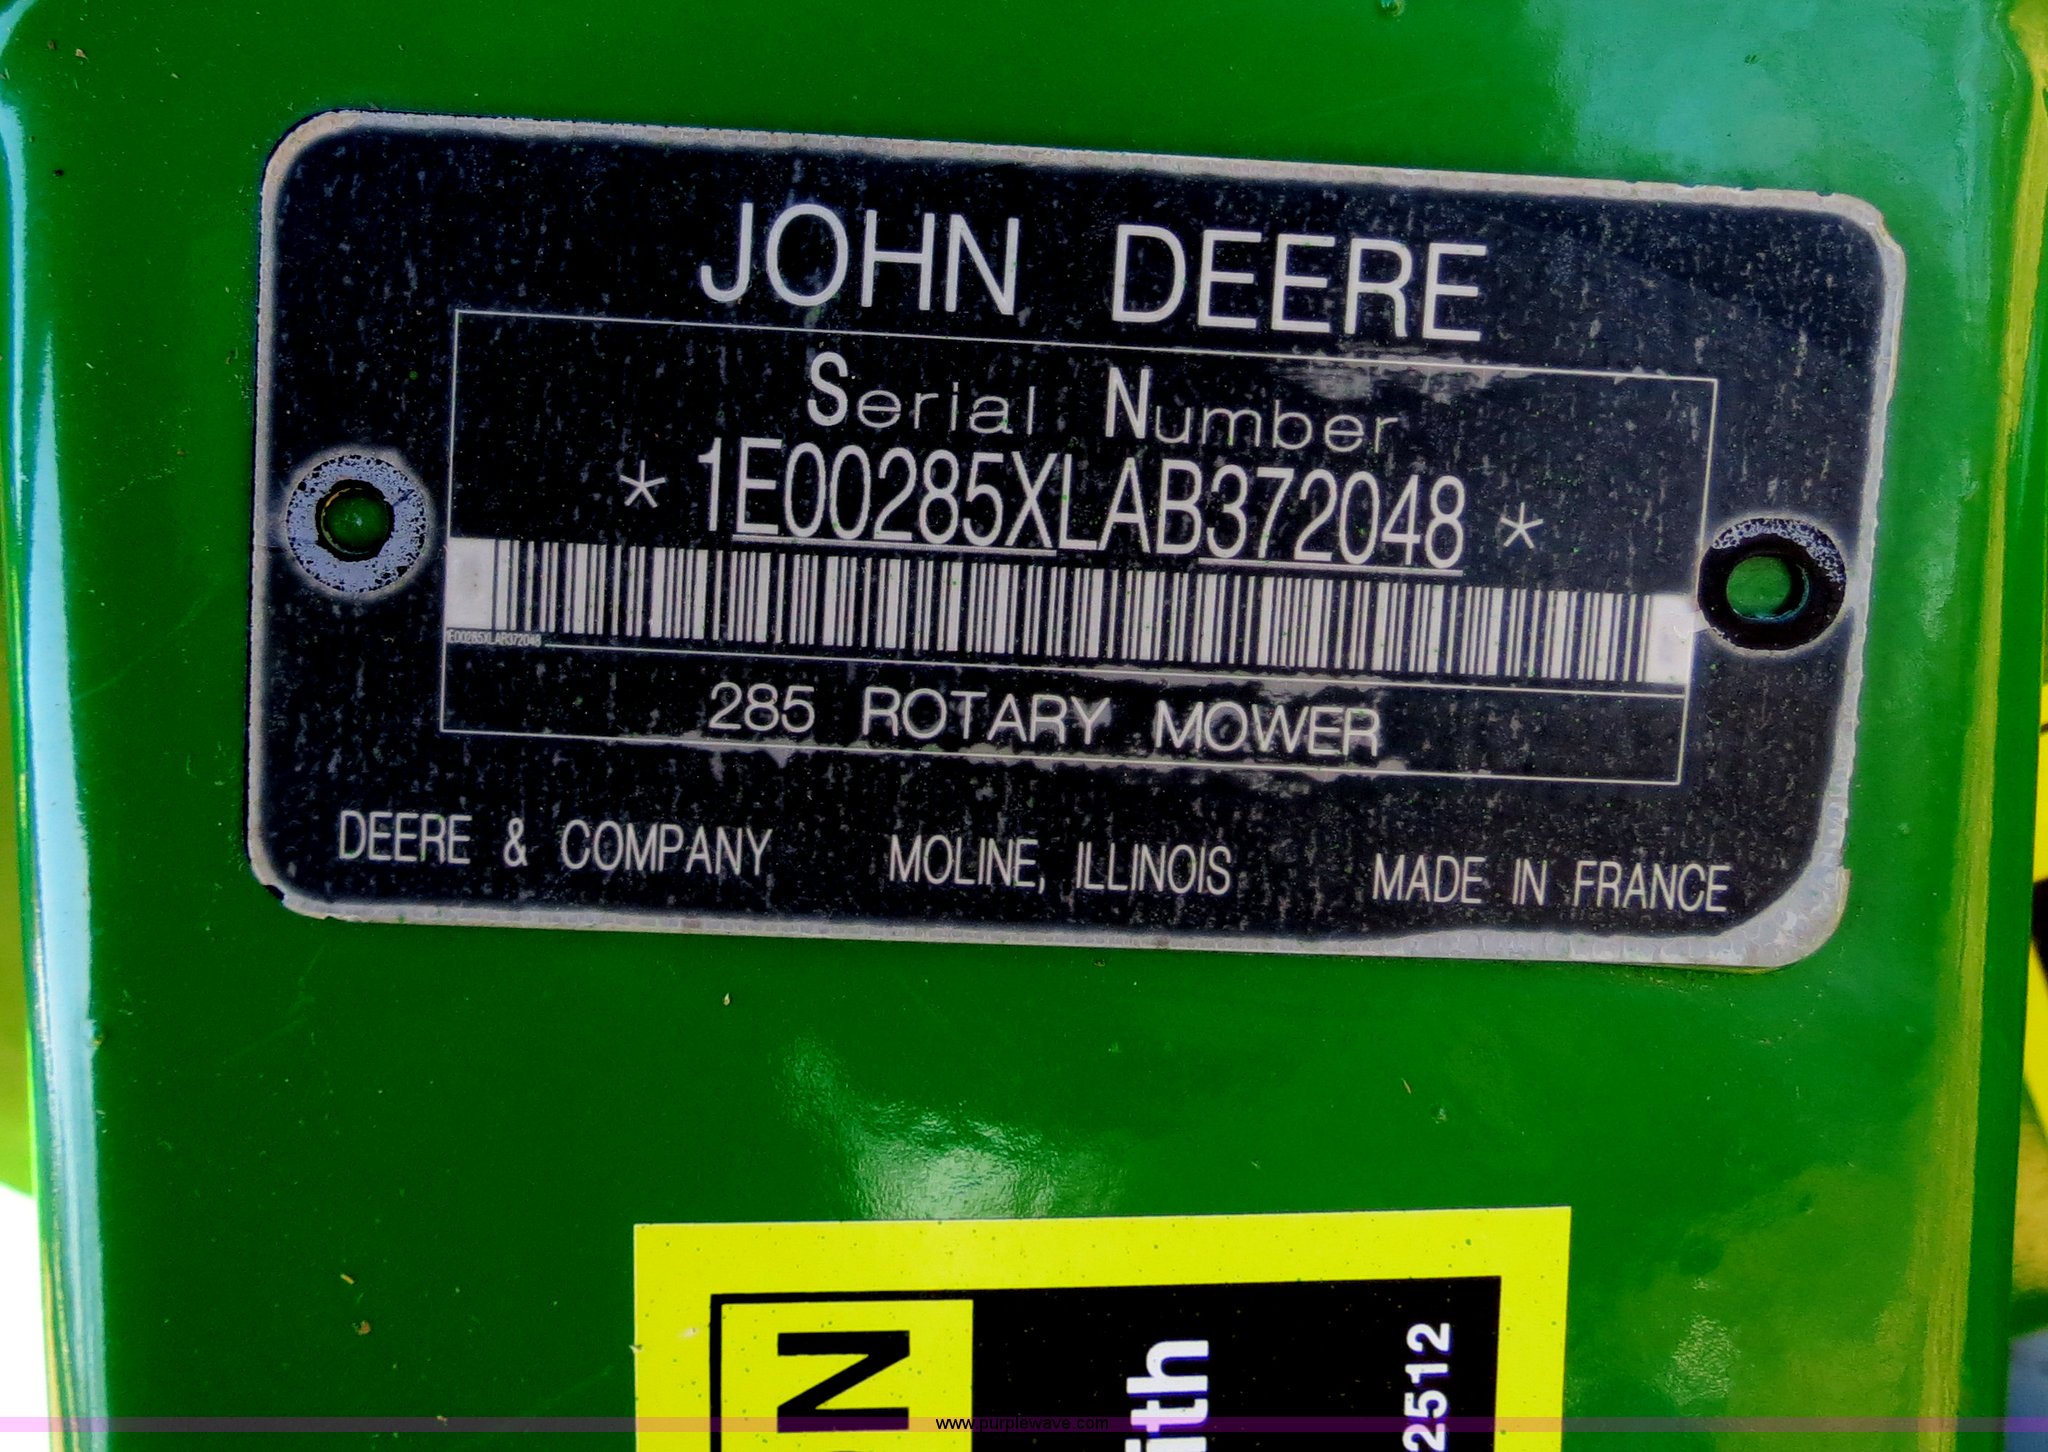 JOHN DEERE
Serial Number
* 1E00285XLAB372048 *
1E00285XLAB372048
285 ROTARY MOWER
DEERE & COMPANY MOLINE, ILLINOIS MADE IN FRANCE
ON
ith
2512
www.purplewave.com